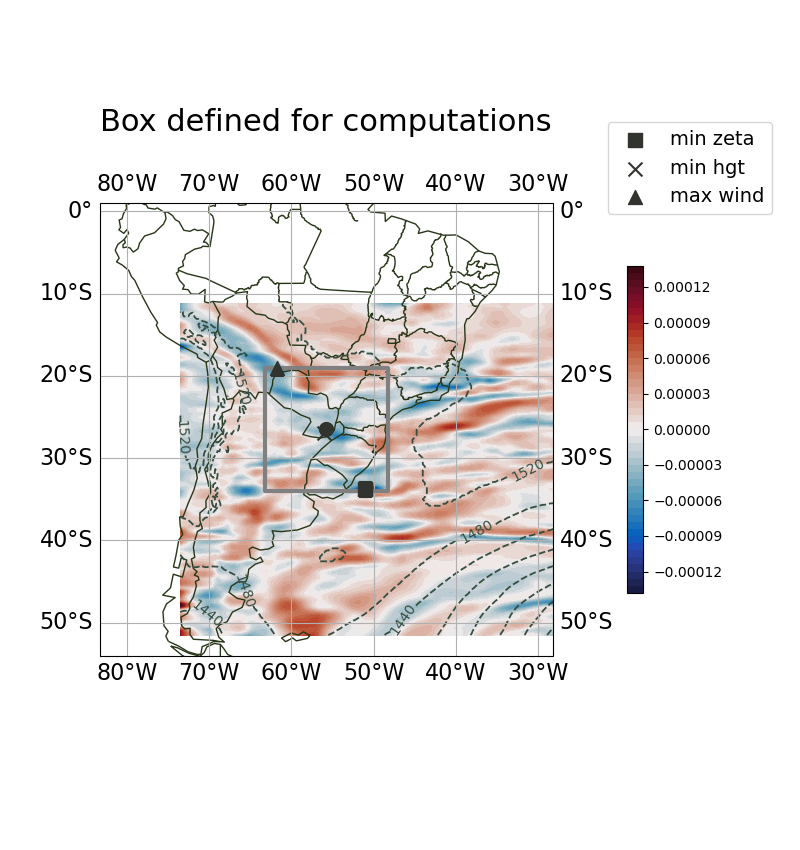 Box defined for computations
min zeta
min hgt
max wind
80°W 70°W 60°W 50°W 40°W 30°W
0° 0°
10°S 10°S
20°S 20°S
30°S 30°S
40°S 40°S
50°S 50°S
80°W 70°W 60°W 50°W 40°W 30°W
1520
1520
1520
1480
1480
1440
1440
0.00012
0.00009
0.00006
0.00003
0.00000
−0.00003
−0.00006
−0.00009
−0.00012